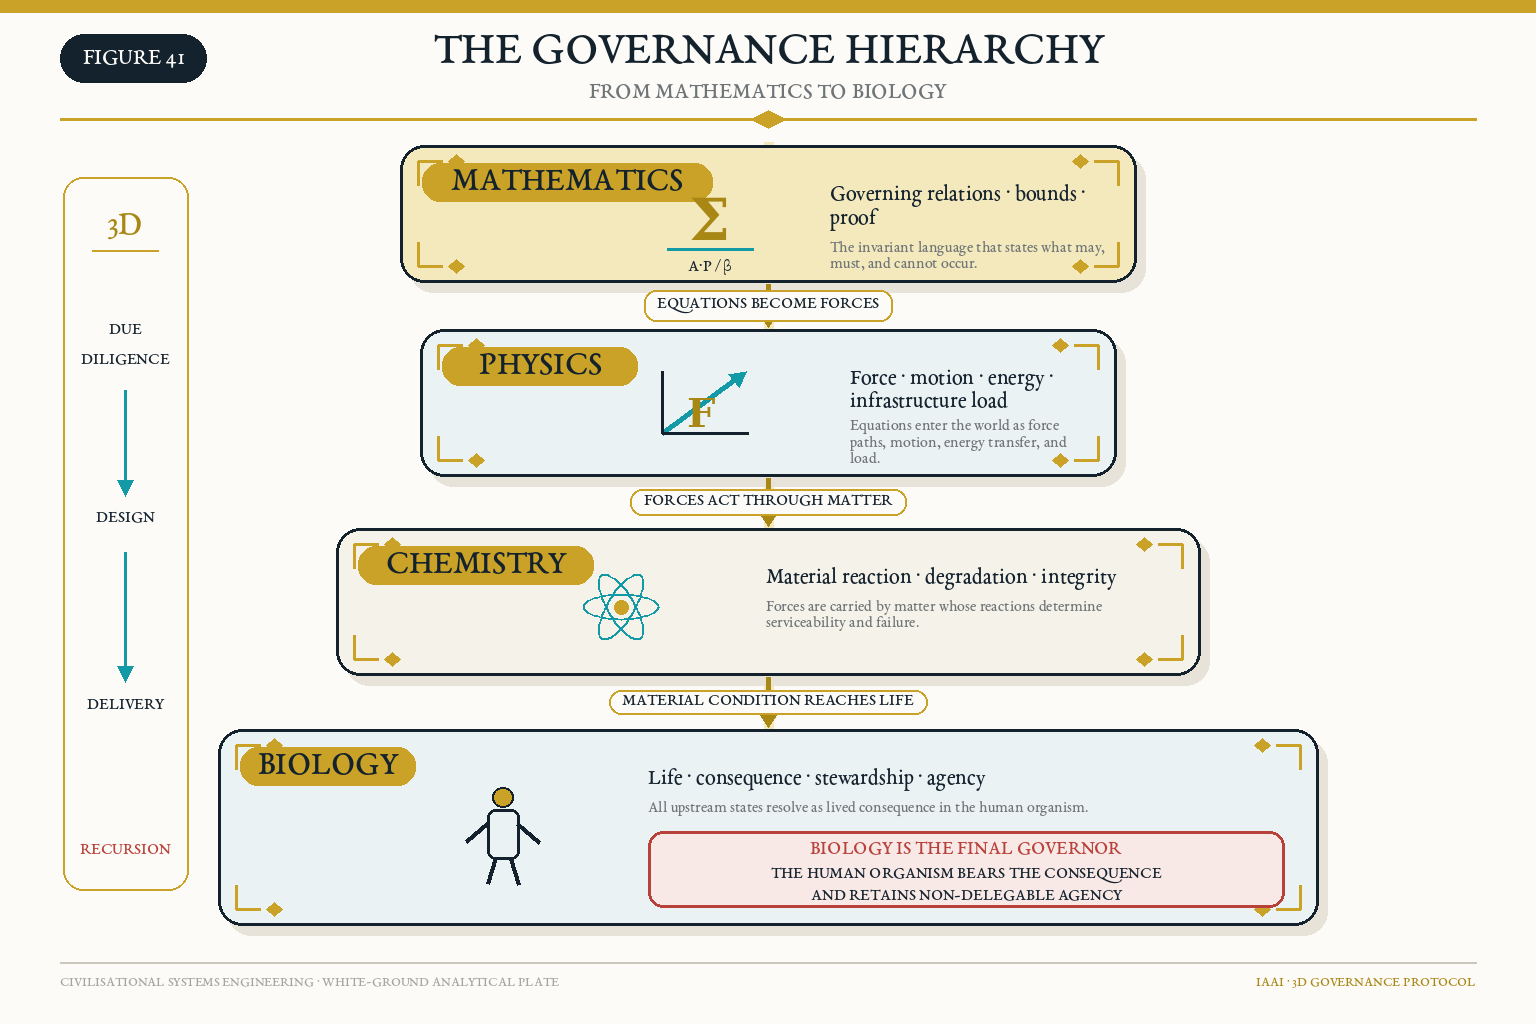 FIGURE 41
THE GOVERNANCE HIERARCHY
FROM MATHEMATICS TO BIOLOGY
3D
DUE
DILIGENCE
DESIGN
DELIVERY
RECURSION
MATHEMATICS
Σ
A·P/β
Governing relations · bounds ·
proof
The invariant language that states what may,
must, and cannot occur.
EQUATIONS BECOME FORCES
PHYSICS
F
Force · motion · energy ·
infrastructure load
Equations enter the world as force
paths, motion, energy transfer, and
load.
FORCES ACT THROUGH MATTER
CHEMISTRY
Material reaction · degradation · integrity
Forces are carried by matter whose reactions determine
serviceability and failure.
MATERIAL CONDITION REACHES LIFE
BIOLOGY
Life · consequence · stewardship · agency
All upstream states resolve as lived consequence in the human organism.
BIOLOGY IS THE FINAL GOVERNOR
THE HUMAN ORGANISM BEARS THE CONSEQUENCE
AND RETAINS NON-DELEGABLE AGENCY
CIVILISATIONAL SYSTEMS ENGINEERING · WHITE-GROUND ANALYTICAL PLATE
IAAI · 3D GOVERNANCE PROTOCOL